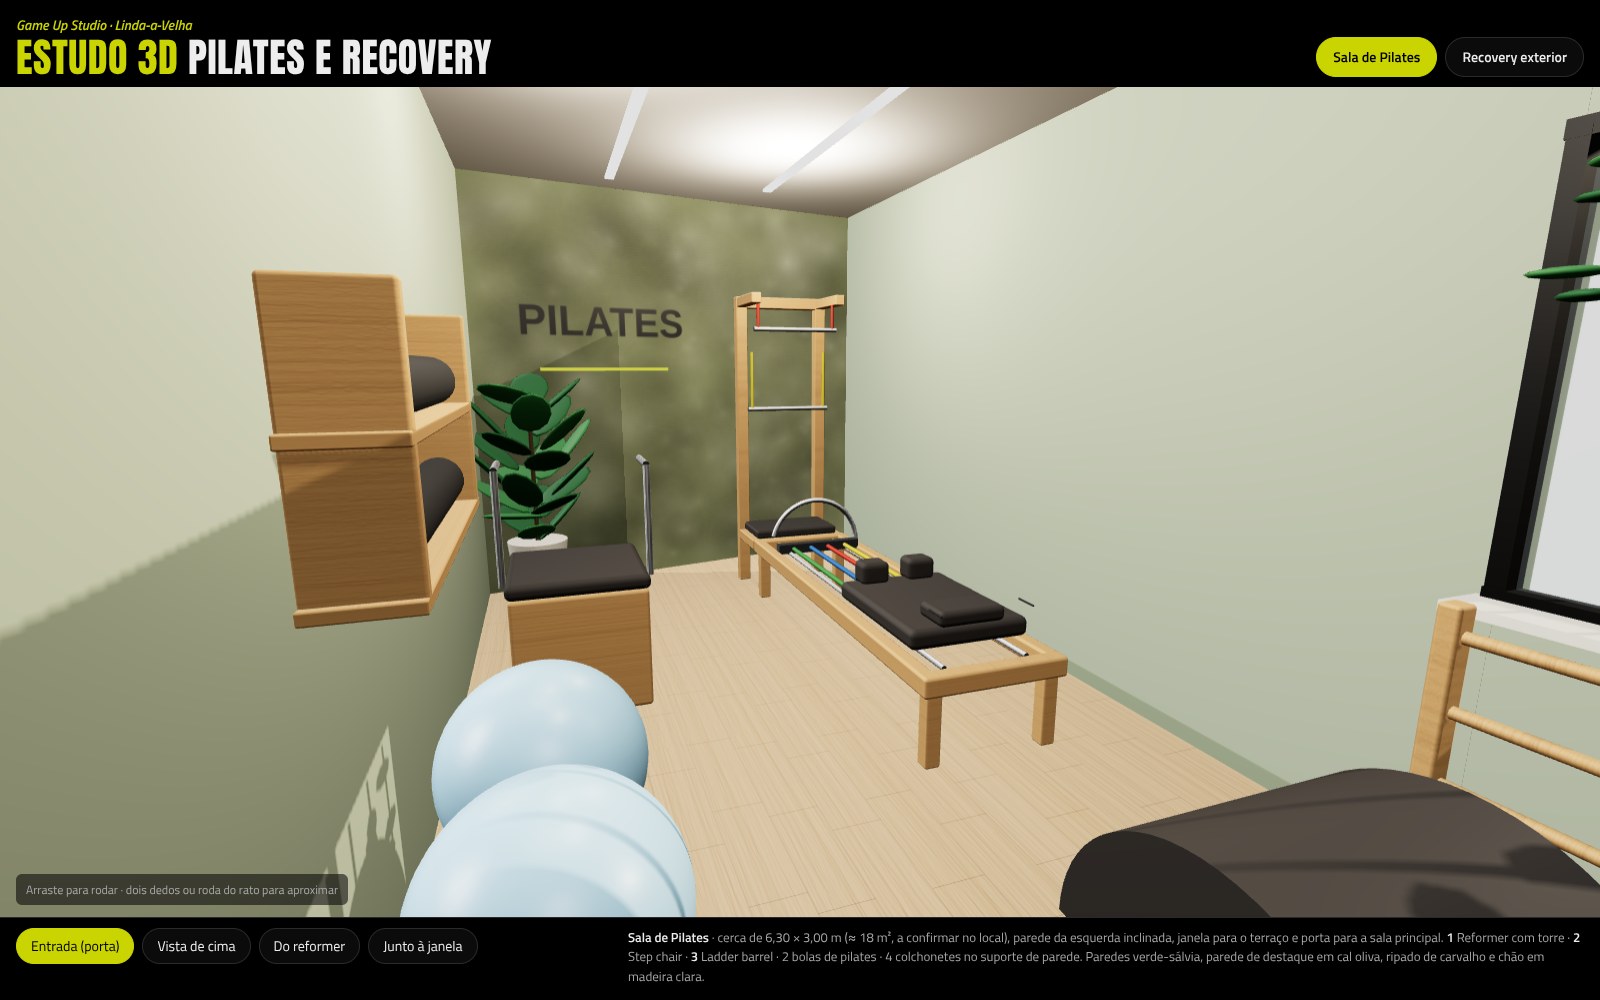 Game Up Studio · Linda-a-Velha
ESTUDO 3D PILATES E RECOVERY
Sala de Pilates
Recovery exterior
PILATES
Arraste para rodar · dois dedos ou roda do rato para aproximar
Entrada (porta)
Vista de cima
Do reformer
Junto à janela
Sala de Pilates · cerca de 6,30 × 3,00 m (≈ 18 m², a confirmar no local), parede da esquerda inclinada, janela para o terraço e porta para a sala principal. 1 Reformer com torre · 2
Step chair · 3 Ladder barrel · 2 bolas de pilates · 4 colchonetes no suporte de parede. Paredes verde-sálvia, parede de destaque em cal oliva, ripado de carvalho e chão em
madeira clara.